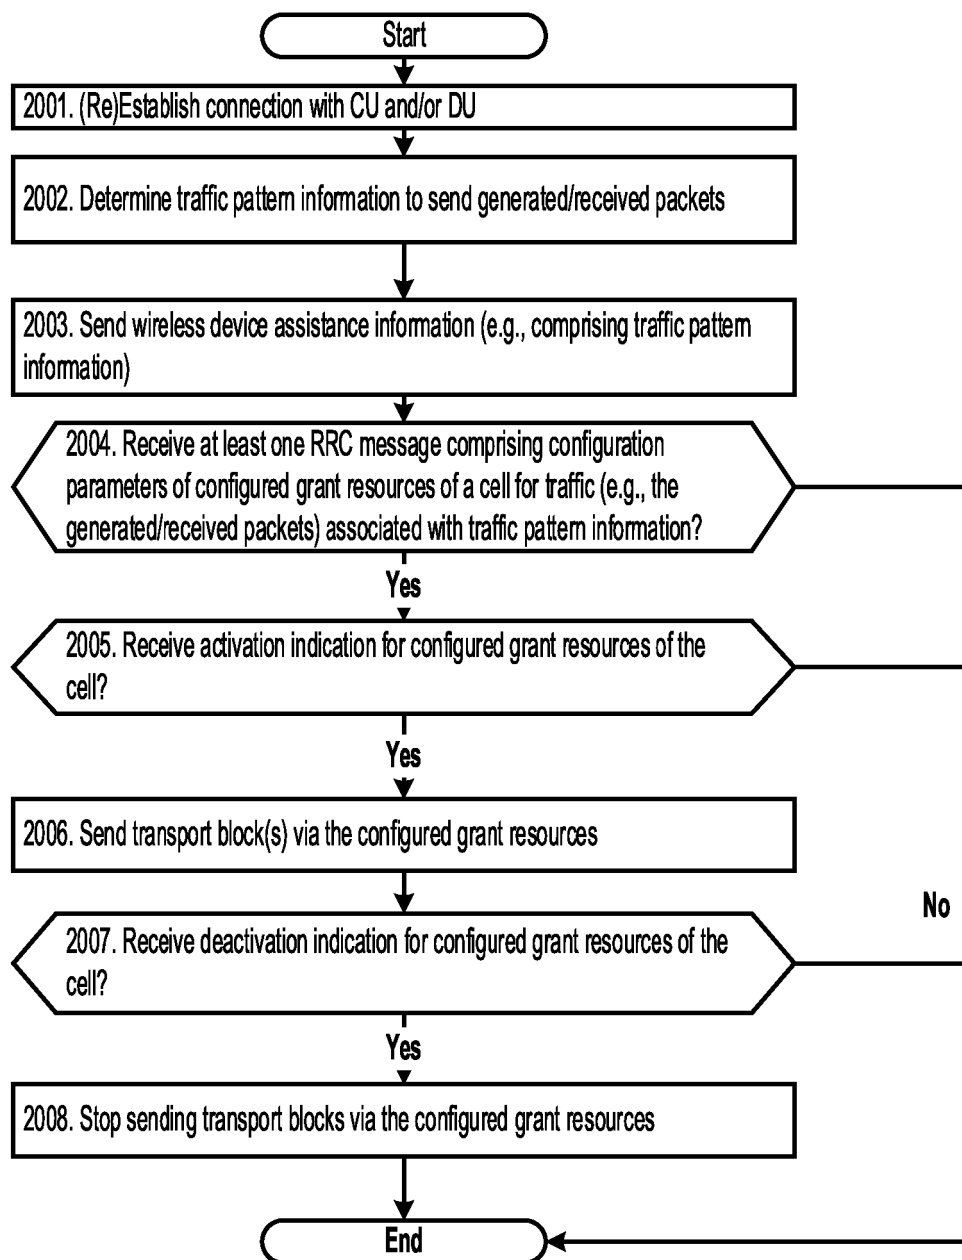 Start
2001. (Re)Establish connection with CU and/or DU
2002. Determine traffic pattern information to send generated/received packets
2003. Send wireless device assistance information (e.g., comprising traffic pattern
information)
2004. Receive at least one RRC message comprising configuration
parameters of configured grant resources of a cell for traffic (e.g., the
generated/received packets) associated with traffic pattern information?
Yes
2005. Receive activation indication for configured grant resources of the
cell?
Yes
2006. Send transport block(s) via the configured grant resources
No
2007. Receive deactivation indication for configured grant resources of the
cell?
Yes
2008. Stop sending transport blocks via the configured grant resources
End